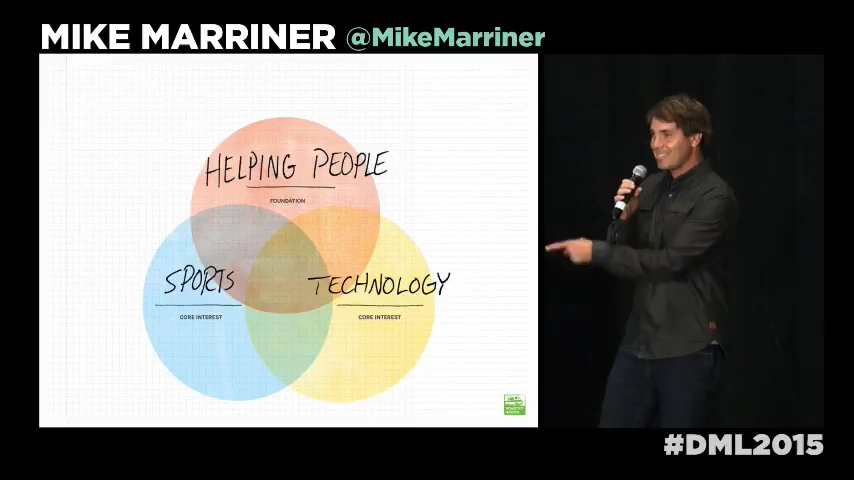 MIKE MARRINER @MikeMarriner
HELPING PEOPLE
FOUNDATION
SPORTS
TECHNOLOGY
CORE INTEREST
CORE INTEREST
#DML2015